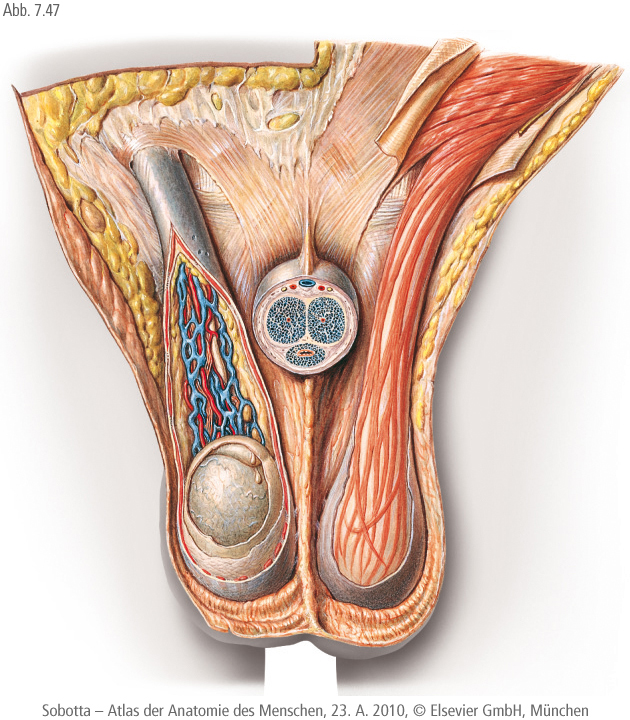 Abb. 7.47
Sobotta – Atlas der Anatomie des Menschen, 23. A. 2010, © Elsevier GmbH, München